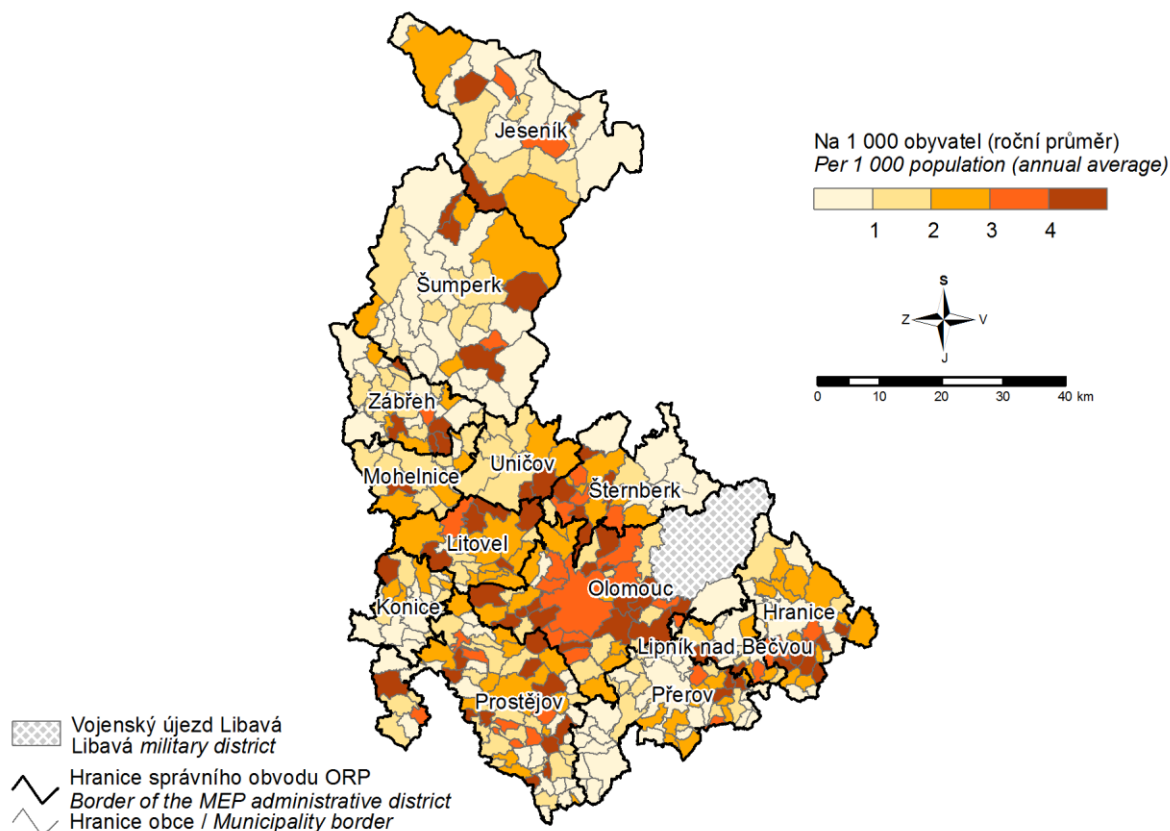 Jeseník
Na 1 000 obyvatel (roční průměr)
Per 1 000 population (annual average)
1 2 3 4
S
Z V
J
0 10 20 30 40 km
Šumperk
Zábřeh
Uničov
Mohelnice
Šternberk
Litovel
Olomouc
Konice
Hranice
Lipník nad Bečvou
Přerov
Prostějov
Vojenský újezd Libavá
Libavá military district
Hranice správního obvodu ORP
Border of the MEP administrative district
Hranice obce / Municipality border